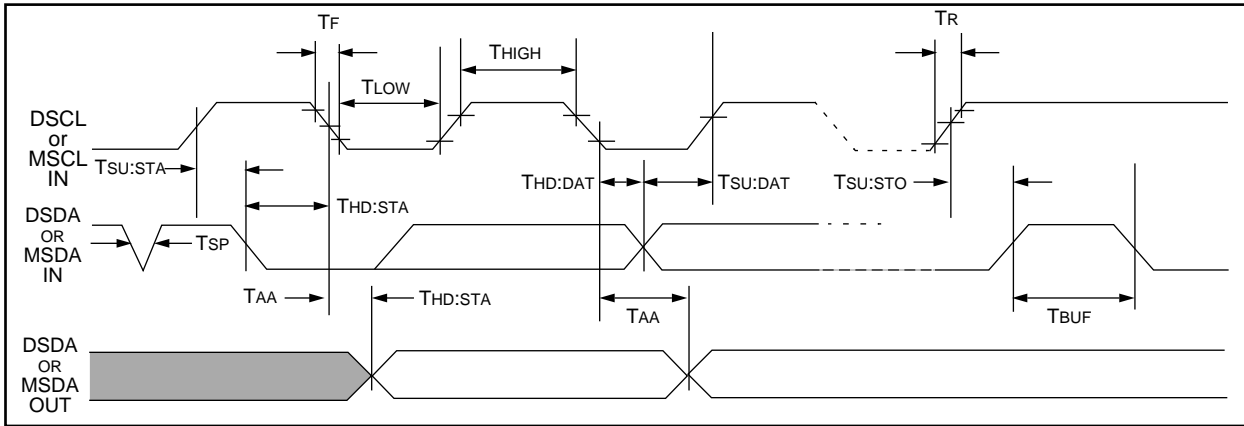 TF
TR
THIGH
TLOW
DSCL
or
MSCL
IN
TSU:STA
THD:STA
THD:DAT
TSU:DAT
TSU:STO
DSDA
OR
MSDA
IN
TSP
TAA
THD:STA
TAA
TBUF
DSDA
OR
MSDA
OUT